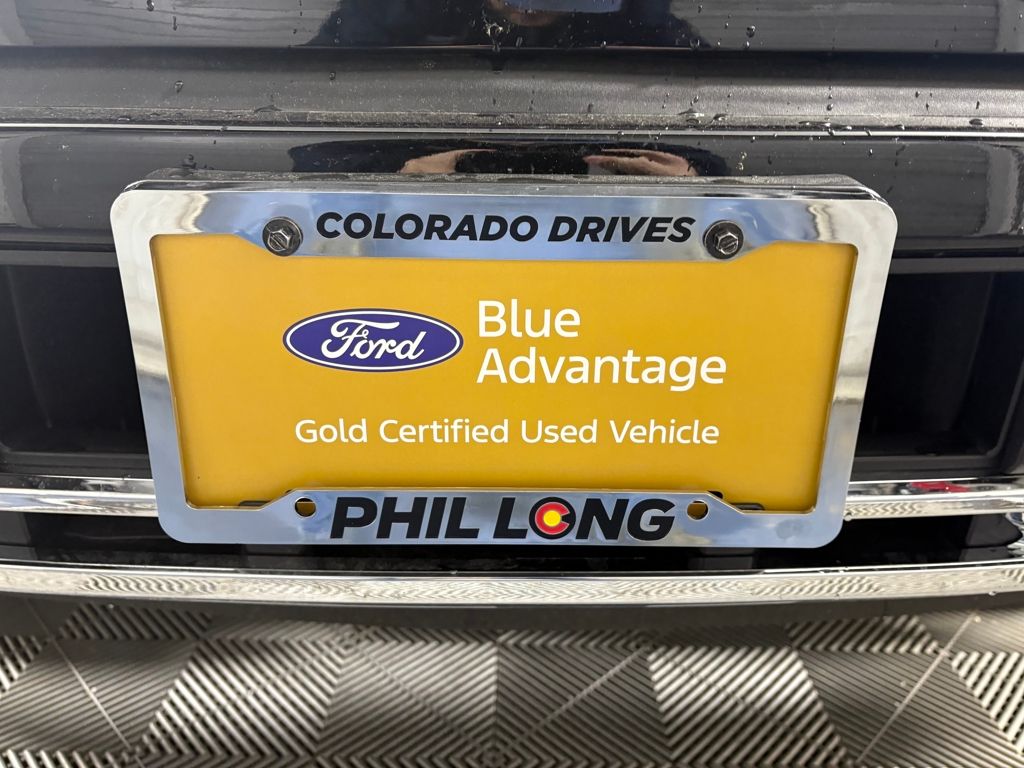 COLORADO DRIVES
Ford
Blue
Advantage
Gold Certified Used Vehicle
PHIL LONG